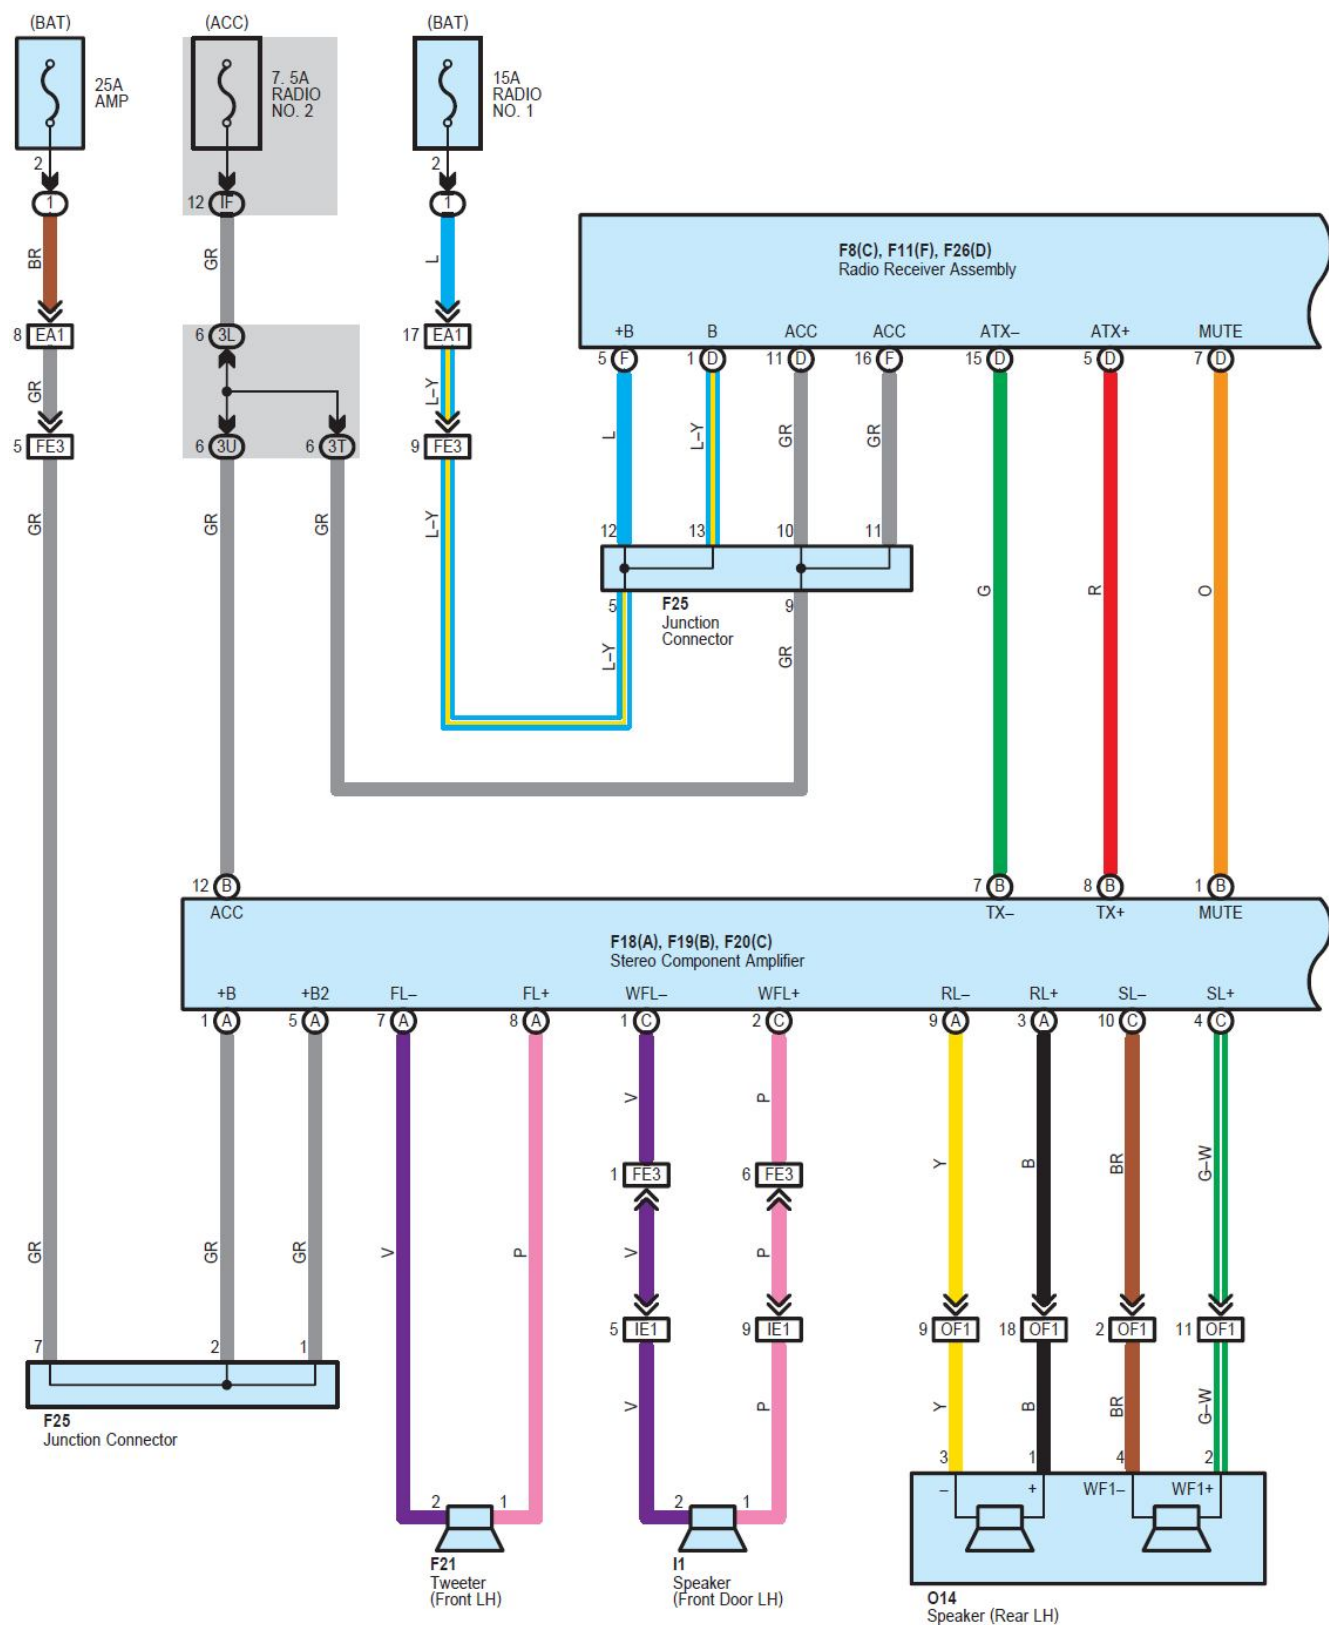 (BAT)
(ACC)
(BAT)
25A
AMP
7. 5A
RADIO
NO. 2
15A
RADIO
NO. 1
2
2
1
12 IF
1
BR
GR
L
F8(C), F11(F), F26(D)
Radio Receiver Assembly
+B B ACC ACC ATX– ATX+ MUTE
5 F 1 D 11 D 16 F 15 D 5 D 7 D
8 EA1
6 3L
17 EA1
GR
L–Y
5 FE3
6 3U
6 3T
9 FE3
L
L–Y
GR
GR
GR
GR
GR
L–Y
12 13 10 11
5 9
F25
Junction
Connector
L–Y
GR
G
R
O
12 B 7 B 8 B 1 B
ACC TX– TX+ MUTE
F18(A), F19(B), F20(C)
Stereo Component Amplifier
+B +B2 FL– FL+ WFL– WFL+ RL– RL+ SL– SL+
1 A 5 A 7 A 8 A 1 C 2 C 9 A 3 A 10 C 4 C
V
P
Y
B
BR
G–W
1 FE3 6 FE3
GR
GR
GR
V
P
V
P
5 IE1 9 IE1 9 OF1 18 OF1 2 OF1 11 OF1
7 2 1
F25
Junction Connector
V
P
Y
B
BR
G–W
3 1 4 2
– + WF1– WF1+
2 1 2 1
F21
Tweeter
(Front LH)
I1
Speaker
(Front Door LH)
O14
Speaker (Rear LH)